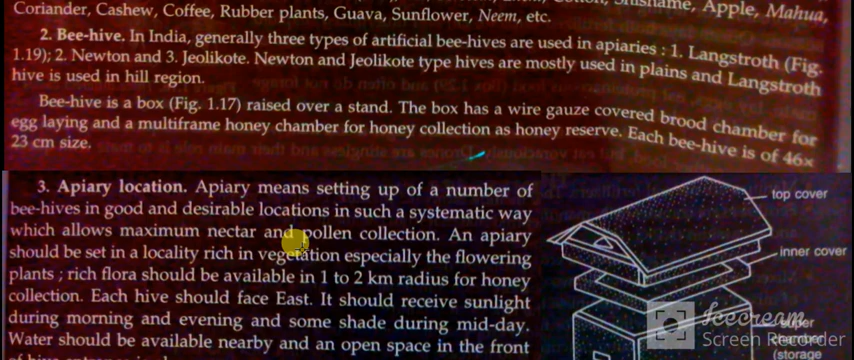 Coriander, Cashew, Coffee, Rubber plants, Guava, Sunflower, Neem, etc.
Apple, Mahua,
2. Bee-hive. In India, generally three types of artificial bee-hives are used in apiaries : 1. Langstroth (Fig.
1.19); 2. Newton and 3. Jeolikote. Newton and Jeolikote type hives are mostly used in plains and Langstroth
hive is used in hill region.
Bee-hive is a box (Fig. 1.17) raised over a stand. The box has a wire gauze covered brood chamber for
egg laying and a multiframe honey chamber for honey collection as honey reserve. Each bee-hive is of 46x
23 cm size.
3. Apiary location. Apiary means setting up of a number of
bee-hives in good and desirable locations in such a systematic way
which allows maximum nectar and pollen collection. An apiary
should be set in a locality rich in vegetation especially the flowering
plants ; rich flora should be available in 1 to 2 km radius for honey
collection. Each hive should face East. It should receive sunlight
during morning and evening and some shade during mid-day.
Water should be available nearby and an open space in the front
top cover
inner cover
super
chamber
(storage
Icecream
Screen Recorder